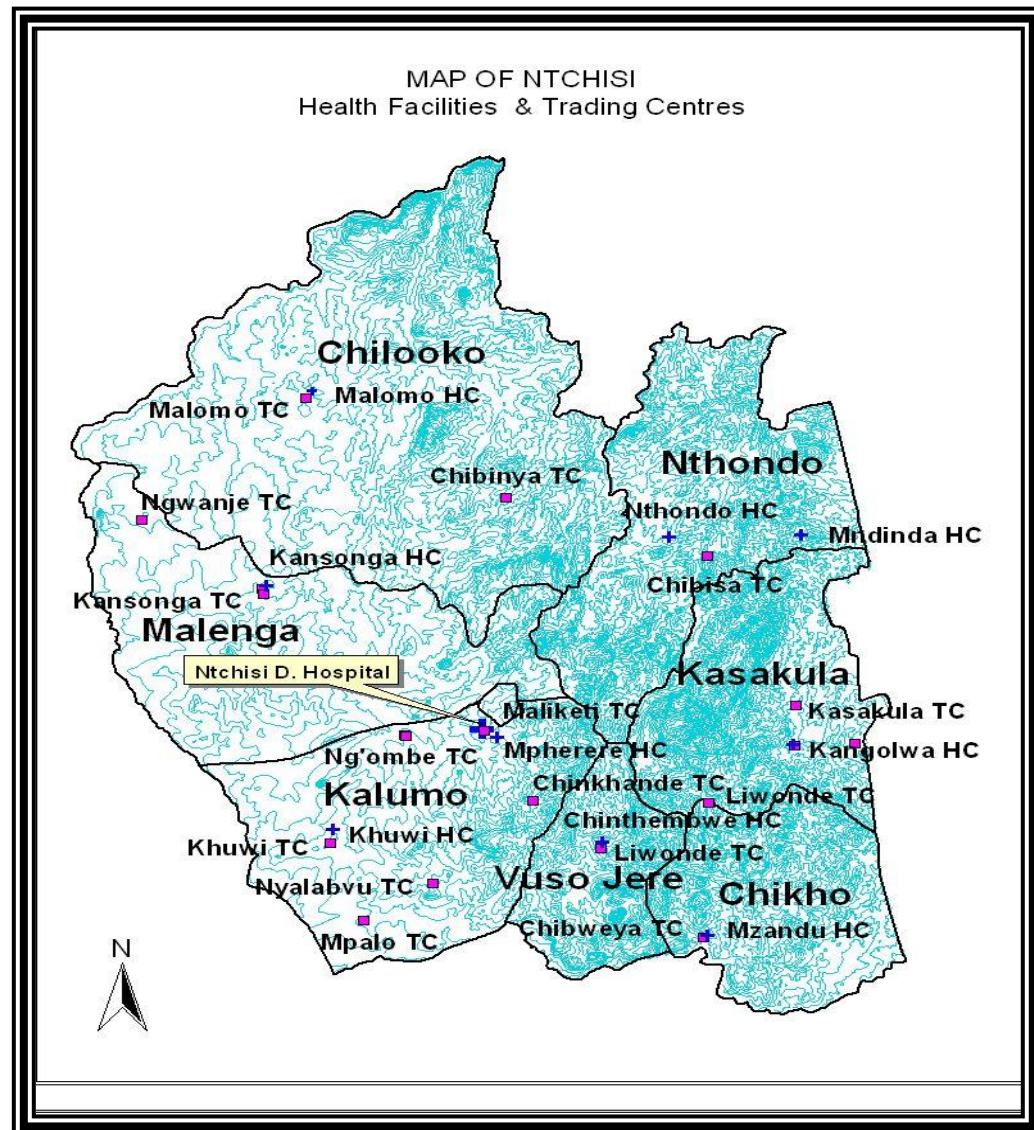 MAP OF NTCHISI
Health Facilities & Trading Centres
Chilooko
Malomo TC
Malomo HC
Chibinya TC
Nthondo
Nthondo HC
Mndinda HC
Chibisa TC
Ngwanje TC
Kansonga HC
Kansonga TC
Malenga
Ntchisi D. Hospital
Kasakula
Kasakula TC
Kangolwa HC
Maliketi TC
Mpherere HC
Ng'ombe TC
Kalumo
Chinkhande TC
Liwonde TC
Chinthembwe HC
Khuwi HC
Khuwi TC
Liwonde TC
Vuso Jere
Nyalabvu TC
Chikho
Chibweya TC
Mzandu HC
Mpalo TC
N